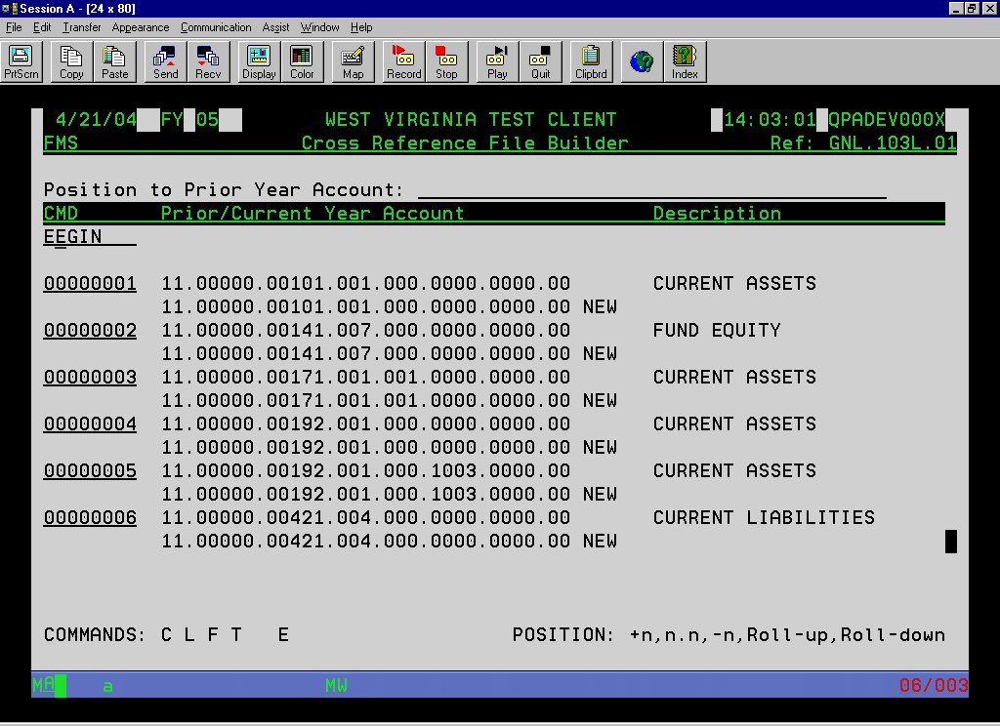 Session A - [24 x 80]
File Edit Transfer Appearance Communication Assist Window Help
PrtScrn Copy Paste Send Recv Display Color Map Record Stop Play Quit Clipbrd Index
4/21/04 FY 05 WEST VIRGINIA TEST CLIENT 14:03:01 QPADEV000X
FMS Cross Reference File Builder Ref: GNL.103L.01
Position to Prior Year Account:
CMD Prior/Current Year Account Description
EEGIN
00000001 11.00000.00101.001.000.0000.0000.00 CURRENT ASSETS
11.00000.00101.001.000.0000.0000.00 NEW
00000002 11.00000.00141.007.000.0000.0000.00 FUND EQUITY
11.00000.00141.007.000.0000.0000.00 NEW
00000003 11.00000.00171.001.001.0000.0000.00 CURRENT ASSETS
11.00000.00171.001.001.0000.0000.00 NEW
00000004 11.00000.00192.001.000.0000.0000.00 CURRENT ASSETS
11.00000.00192.001.000.0000.0000.00 NEW
00000005 11.00000.00192.001.000.1003.0000.00 CURRENT ASSETS
11.00000.00192.001.000.1003.0000.00 NEW
00000006 11.00000.00421.004.000.0000.0000.00 CURRENT LIABILITIES
11.00000.00421.004.000.0000.0000.00 NEW
COMMANDS: C L F T E POSITION: +n,n.n,-n,Roll-up,Roll-down
MA a MW 06/003